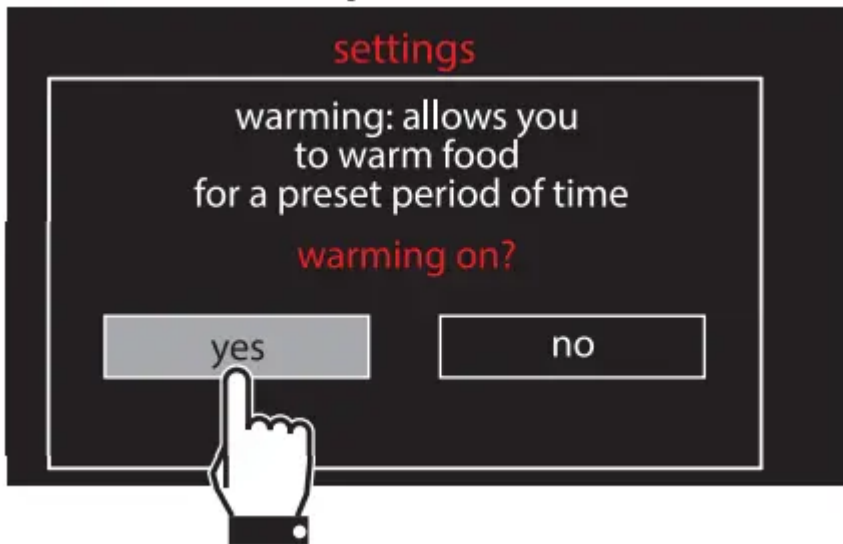 settings
warming: allows you
to warm food
for a preset period of time
warming on?
yes
no